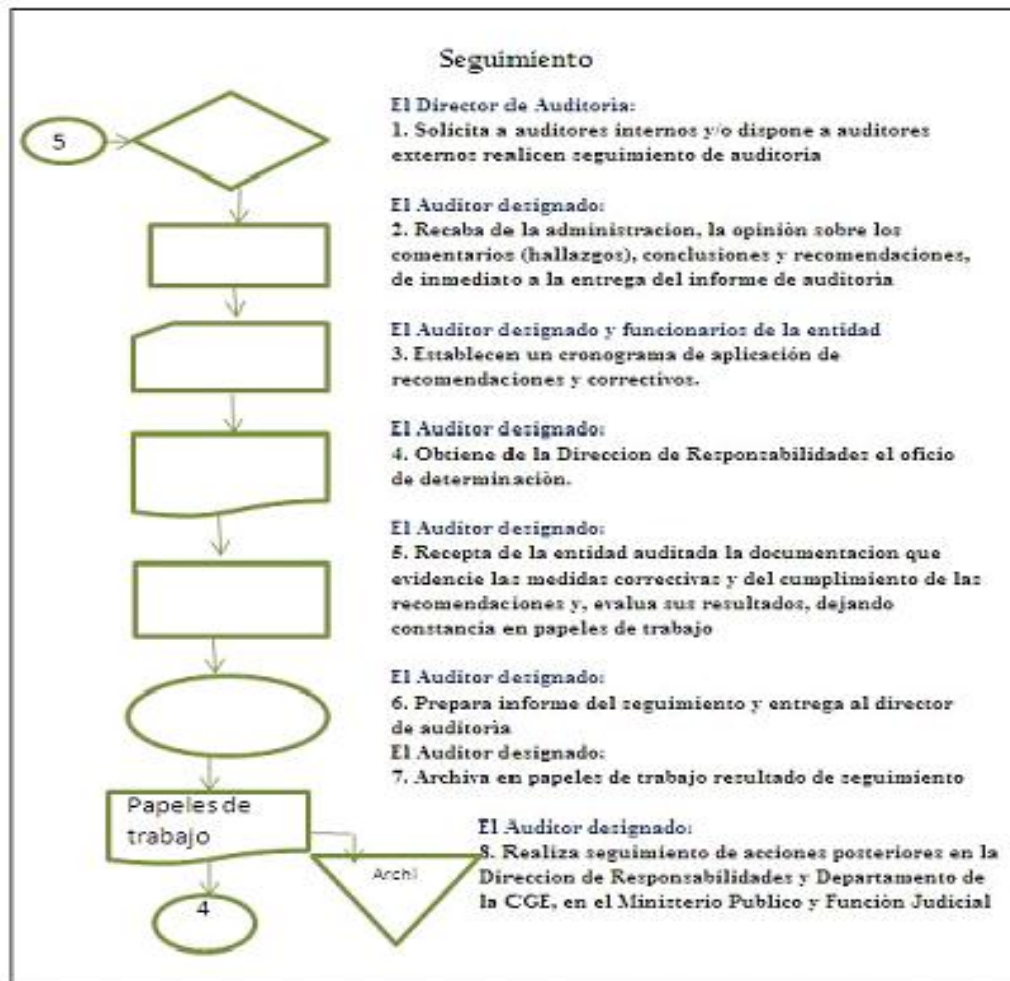 Seguimiento
El Director de Auditoria:
1. Solicita a auditores internos y/o dispone a auditores
externos realicen seguimiento de auditoria
5
El Auditor designado:
2. Recaba de la administracion, la opinión sobre los
comentarios (hallazgos), conclusiones y recomendaciones,
de inmediato a la entrega del informe de auditoria
El Auditor designado y funcionarios de la entidad
3. Establecen un cronograma de aplicación de
recomendaciones y correctivos.
El Auditor designado:
4. Obtiene de la Direccion de Responsabilidades el oficio
de determinación.
El Auditor designado:
5. Recepta de la entidad auditada la documentacion que
evidencie las medidas correctivas y del cumplimiento de las
recomendaciones y, evalua sus resultados, dejando
constancia en papeles de trabajo
El Auditor designado:
6. Prepara informe del seguimiento y entrega al director
de auditoria
El Auditor designado:
7. Archiva en papeles de trabajo resultado de seguimiento
Papeles de
trabajo
El Auditor designado:
8. Realiza seguimiento de acciones posteriores en la
Direccion de Responsabilidades y Departamento de
la CGE, en el Ministerio Publico y Función Judicial
Archi
4